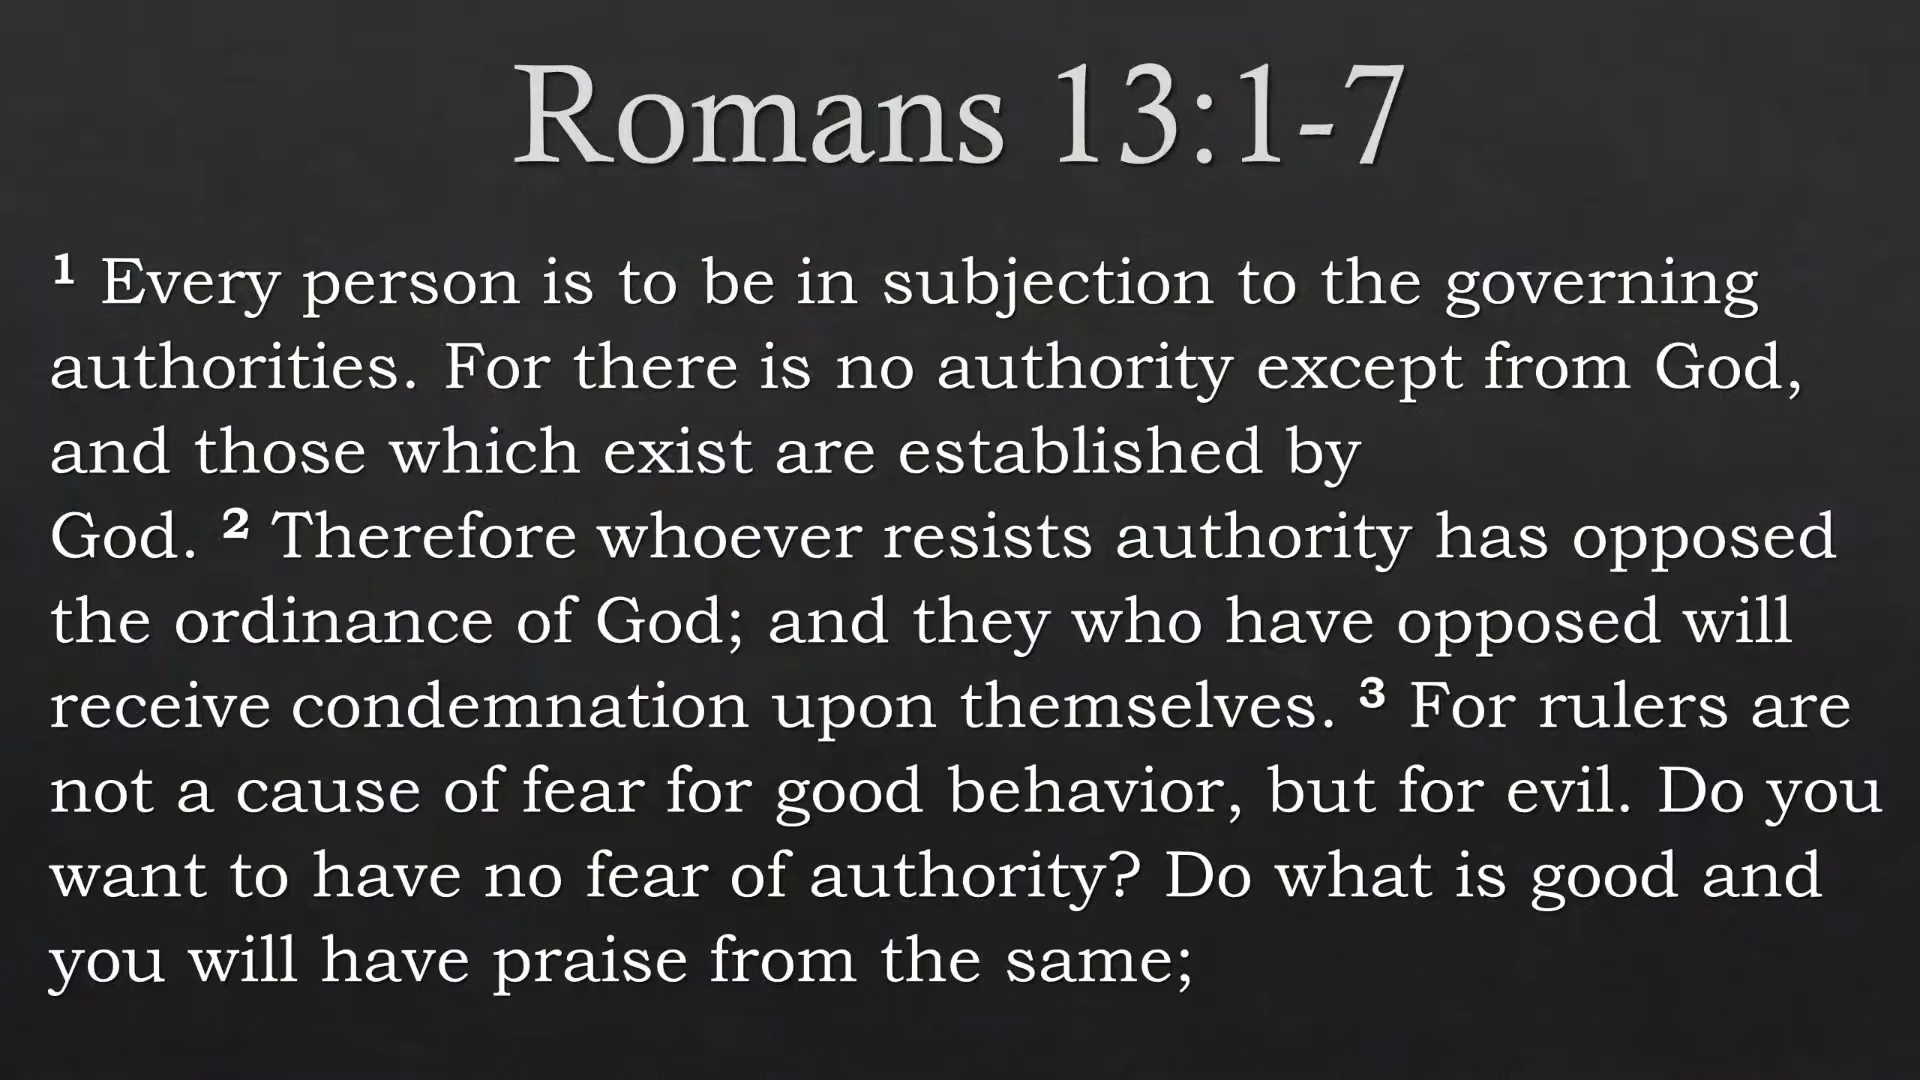 Romans 13:1-7
¹ Every person is to be in subjection to the governing
authorities. For there is no authority except from God,
and those which exist are established by
God. ² Therefore whoever resists authority has opposed
the ordinance of God; and they who have opposed will
receive condemnation upon themselves. ³ For rulers are
not a cause of fear for good behavior, but for evil. Do you
want to have no fear of authority? Do what is good and
you will have praise from the same;